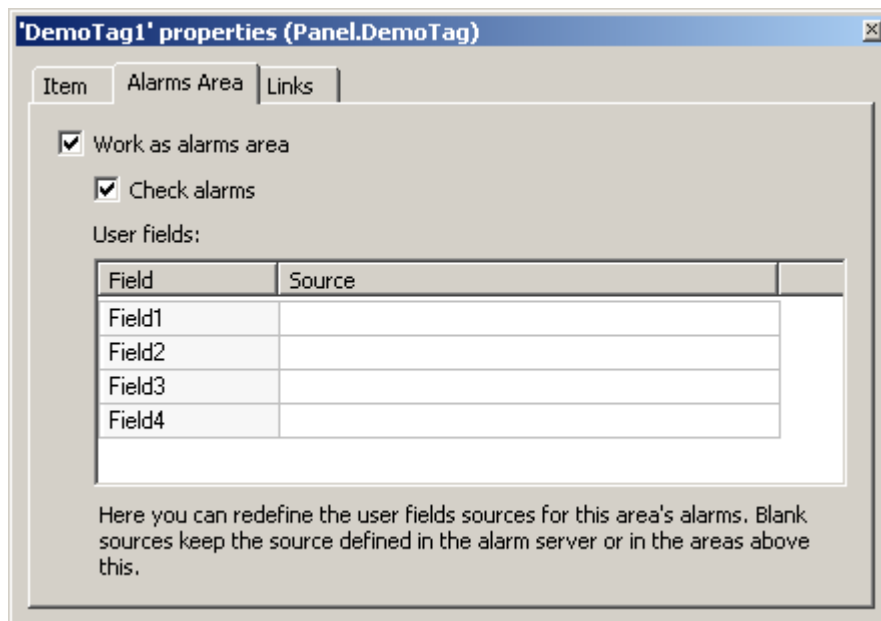 'DemoTag1' properties (Panel.DemoTag)
Item Alarms Area Links
Work as alarms area
Check alarms
User fields:
Field Source
Field1
Field2
Field3
Field4
Here you can redefine the user fields sources for this area's alarms. Blank
sources keep the source defined in the alarm server or in the areas above
this.